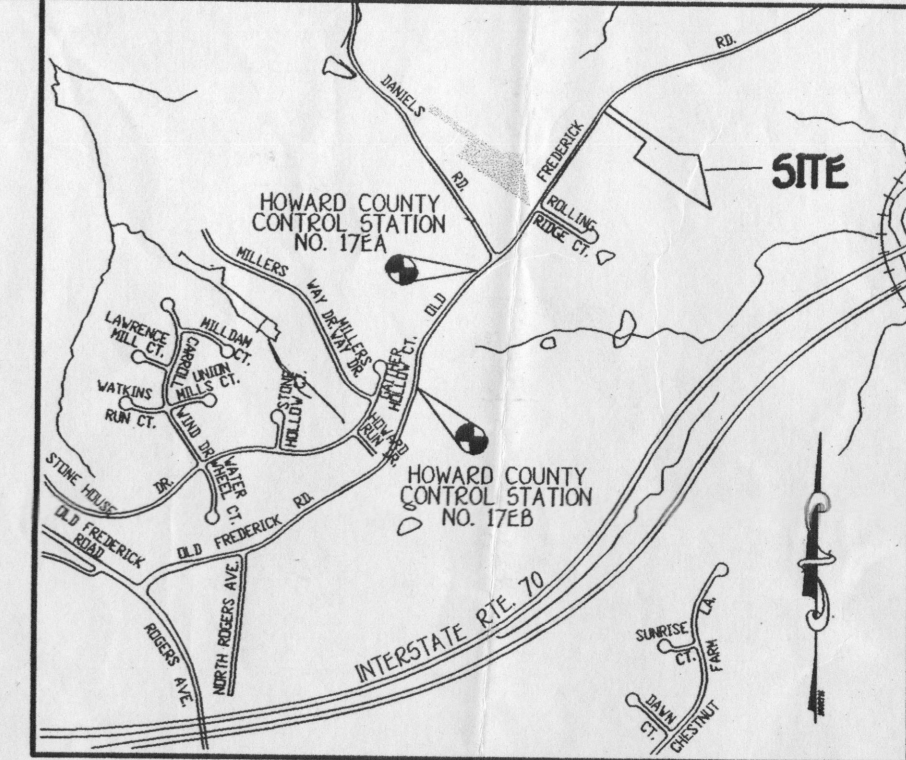 RD.
DANIELS
RD.
FREDERICK
SITE
HOWARD COUNTY
CONTROL STATION
NO. 17EA
ROLLING
RIDGE CT.
MILLERS
WAY DR.
MILLERS
WAY DR.
OLD
LAWRENCE
MILL CT.
MILLDAM
CT.
CARROLL
UNION
MILLS CT.
WATKINS
RUN CT.
WIND DR.
STONE
HOLLOW
HOLLOW CT.
HOWARD
RUN
DR.
HOWARD COUNTY
CONTROL STATION
NO. 17EB
WATER
WHEEL CT.
STONE HOUSE
DR.
OLD FREDERICK
ROAD
OLD FREDERICK RD.
NORTH ROGERS AVE.
ROGERS AVE.
INTERSTATE RTE. 70
SUNRISE
CT.
FARM LA.
DAWN
CT.
CHESTNUT